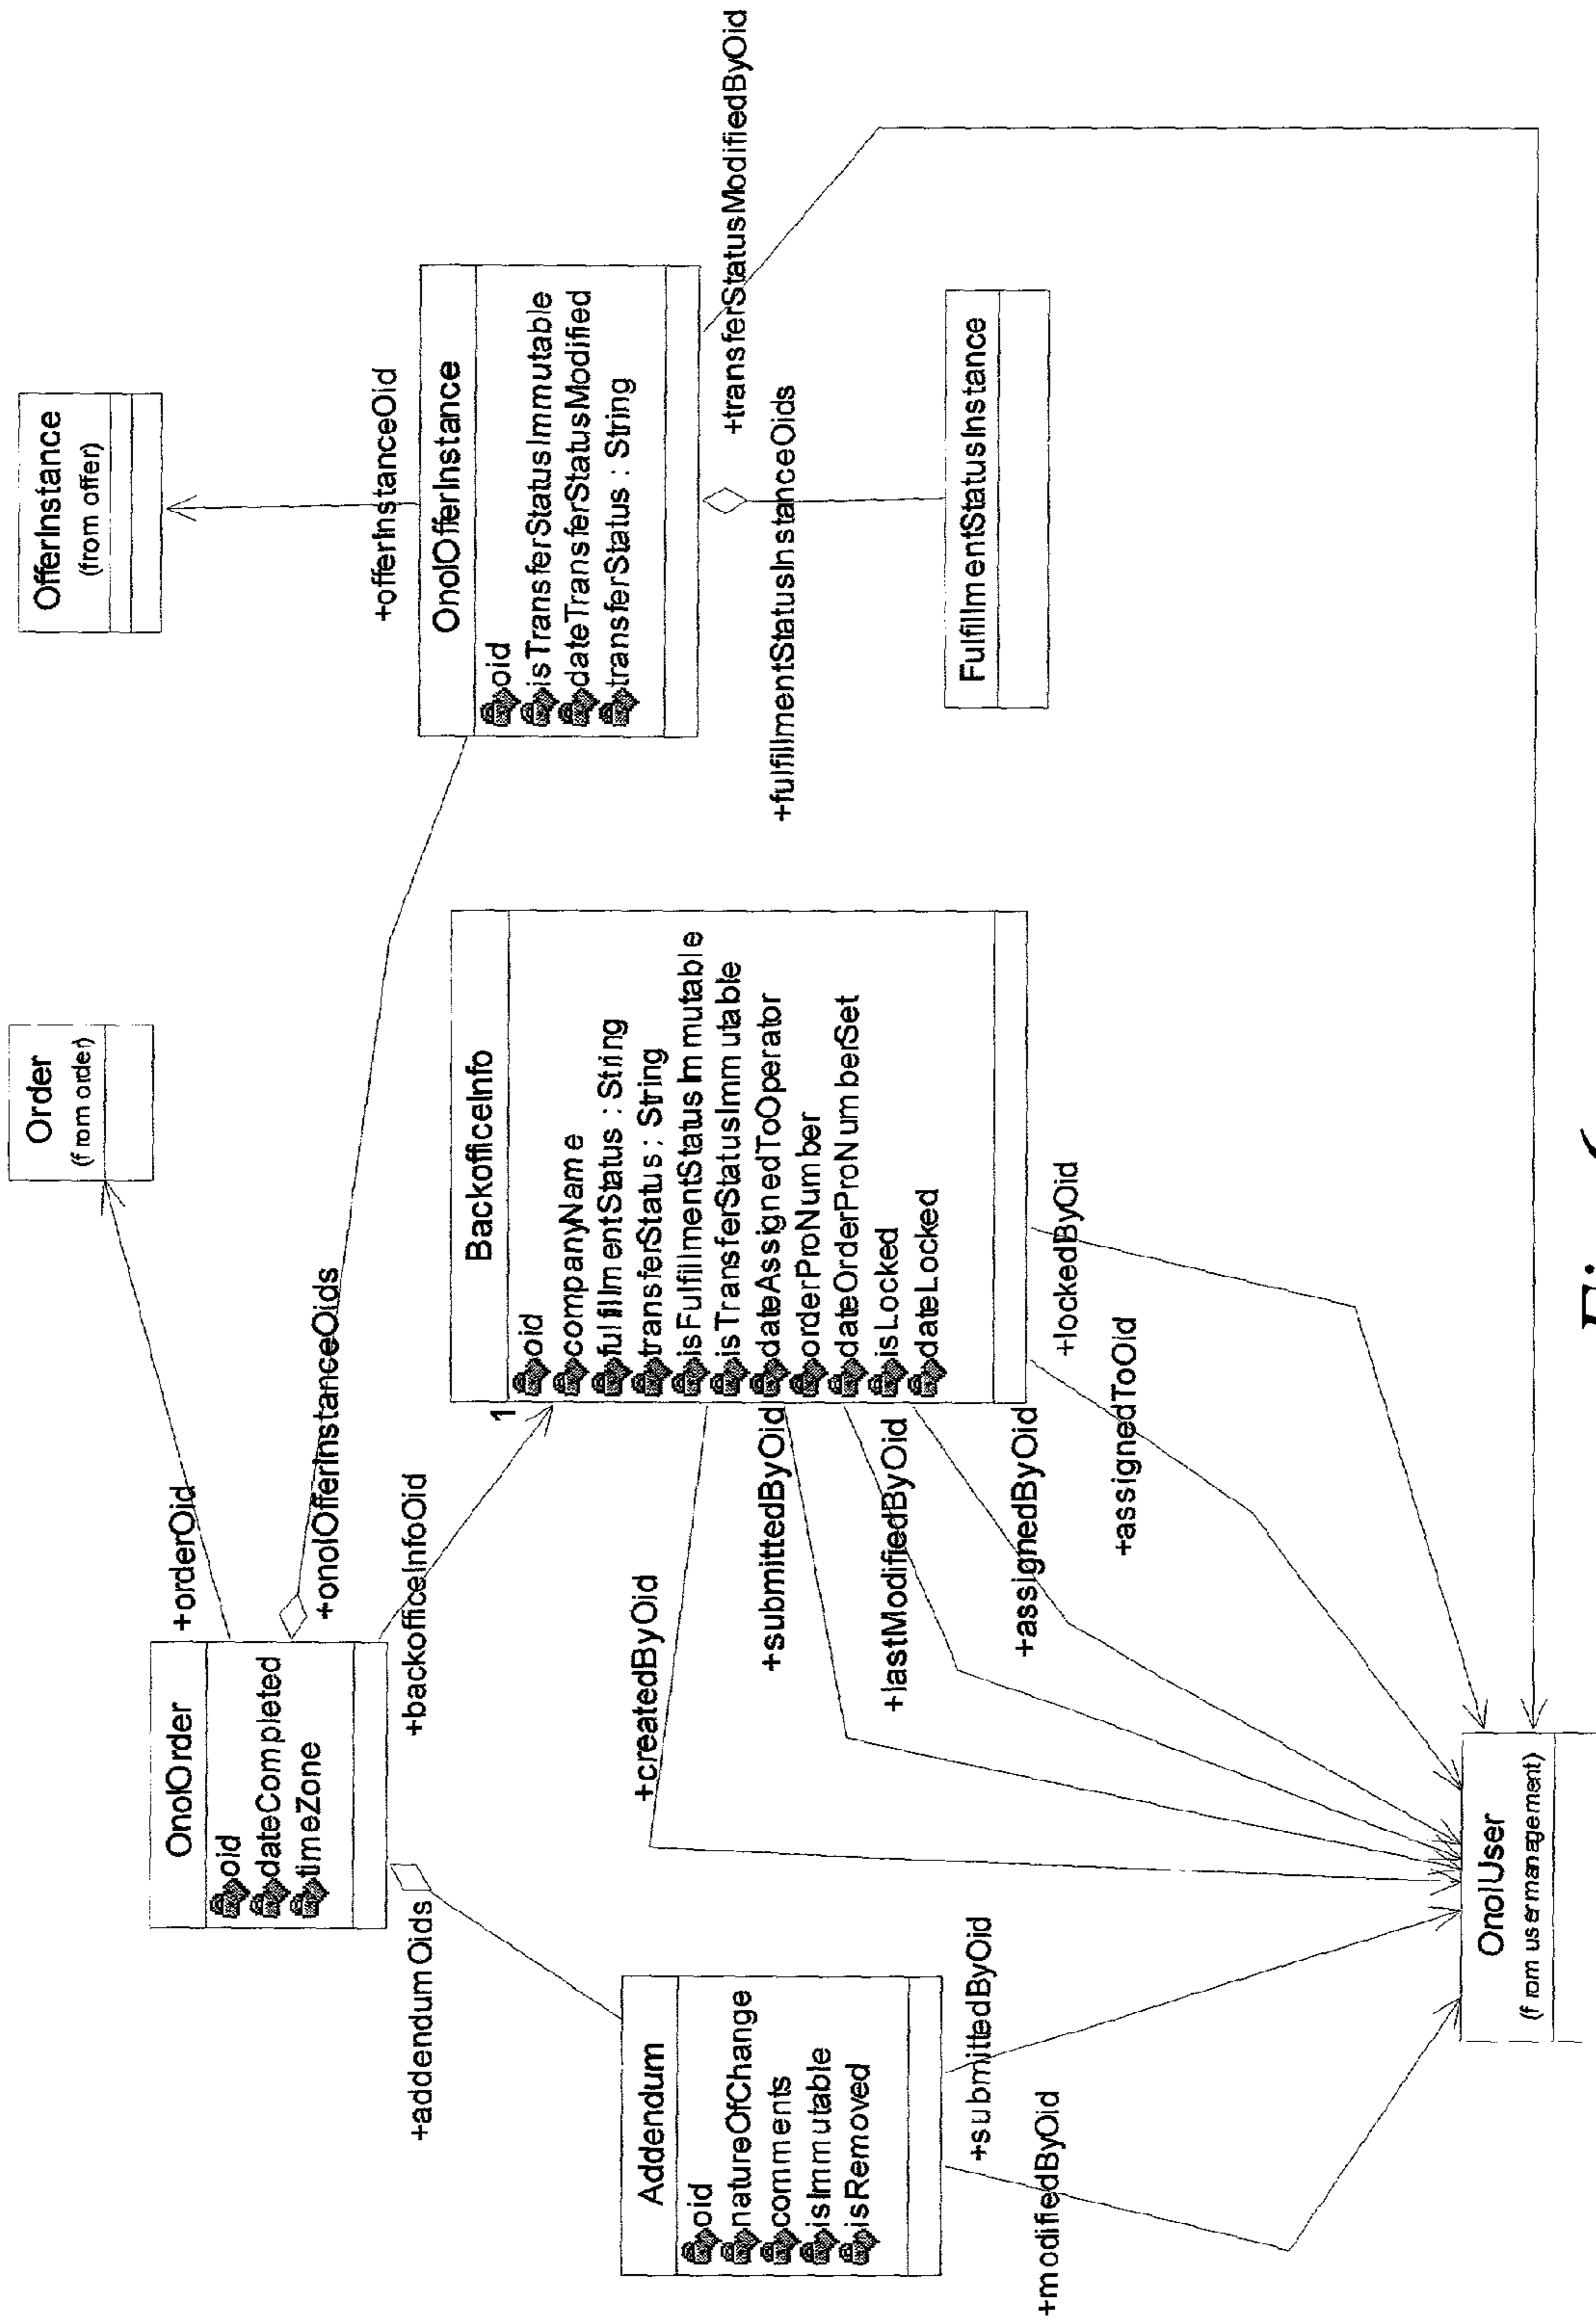 Order
(from order)
OfferInstance
(from offer)
+orderOid
+offerInstanceOid
OnolOrder
oid
dateCompleted
timeZone
+onolOfferInstanceOids
OnolOfferInstance
oid
isTransferStatusImmutable
dateTransferStatusModified
transferStatus : String
+addendumOids
+backofficeInfoOid
1
BackofficeInfo
oid
companyName
fulfillmentStatus : String
transferStatus : String
isFulfillmentStatusImmutable
isTransferStatusImmutable
dateAssignedToOperator
orderProNumber
dateOrderProNumberSet
isLocked
dateLocked
+transferStatusModifiedByOid
+fulfillmentStatusInstanceOids
FulfillmentStatusInstance
Addendum
oid
natureOfChange
comments
isImmutable
isRemoved
+createdByOid
+submittedByOid
+lastModifiedByOid
+assignedByOid
+assignedToOid
+lockedByOid
+submittedByOid
+modifiedByOid
OnolUser
(from usermanagement)